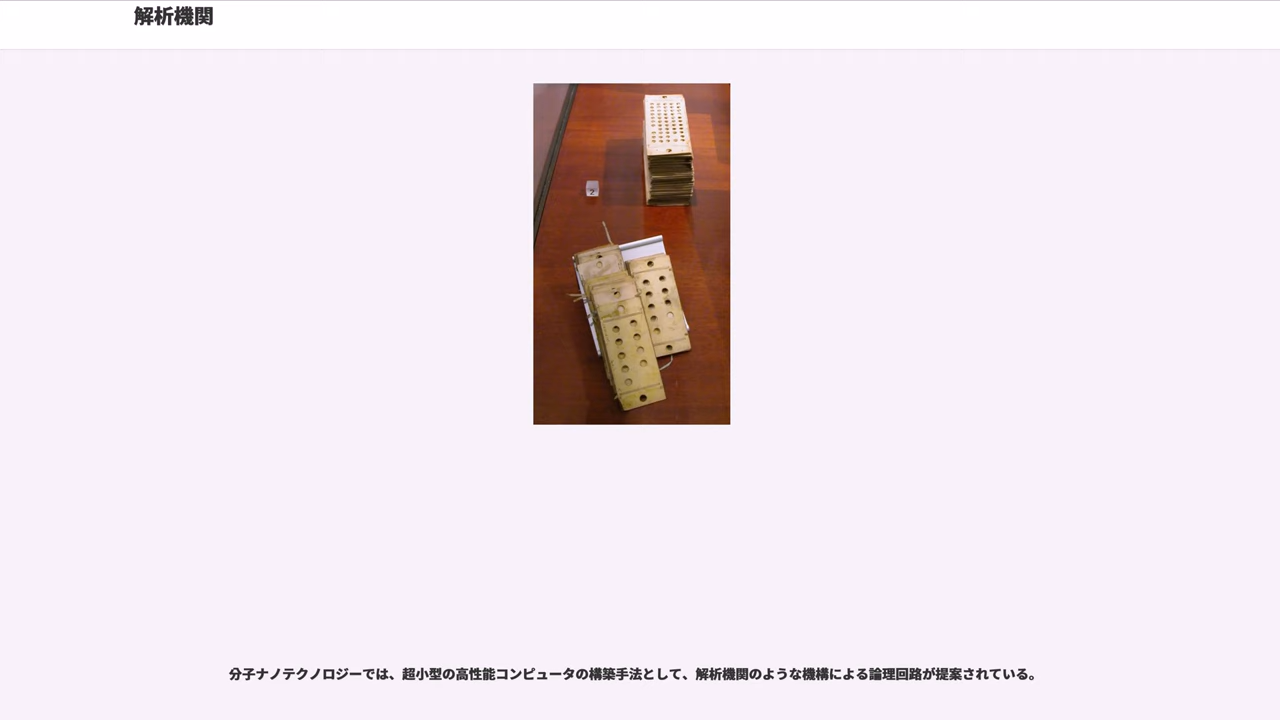 解析機関
2
分子ナノテクノロジーでは、超小型の高性能コンピュータの構築手法として、解析機関のような機構による論理回路が提案されている。